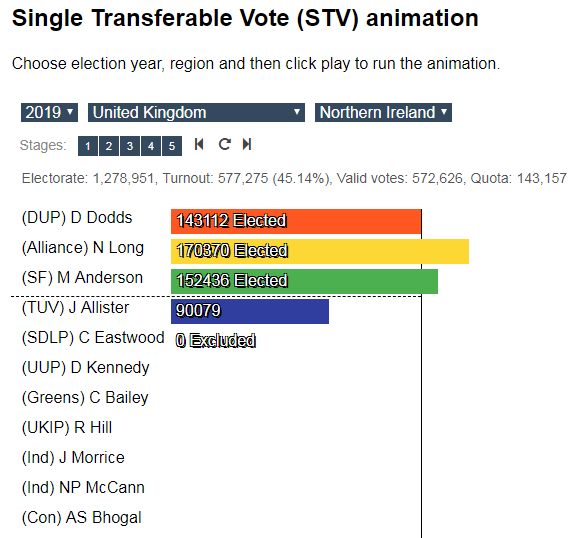 Single Transferable Vote (STV) animation
Choose election year, region and then click play to run the animation.
2019 United Kingdom Northern Ireland
Stages: 1 2 3 4 5
Electorate: 1,278,951, Turnout: 577,275 (45.14%), Valid votes: 572,626, Quota: 143,157
(DUP) D Dodds 143112 Elected
(Alliance) N Long 170370 Elected
(SF) M Anderson 152436 Elected
(TUV) J Allister 90079
(SDLP) C Eastwood 0 Excluded
(UUP) D Kennedy
(Greens) C Bailey
(UKIP) R Hill
(Ind) J Morrice
(Ind) NP McCann
(Con) AS Bhogal